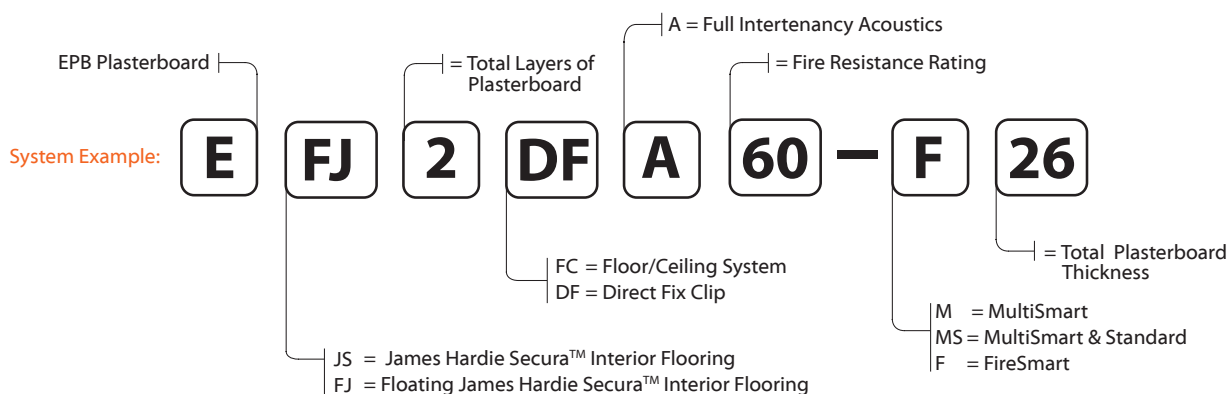 A = Full Intertenancy Acoustics
EPB Plasterboard
= Total Layers of
Plasterboard
= Fire Resistance Rating
System Example: E FJ 2 DF A 60 – F 26
FC = Floor/Ceiling System
DF = Direct Fix Clip
= Total Plasterboard
Thickness
JS = James Hardie Secura™ Interior Flooring
FJ = Floating James Hardie Secura™ Interior Flooring
M = MultiSmart
MS = MultiSmart & Standard
F = FireSmart